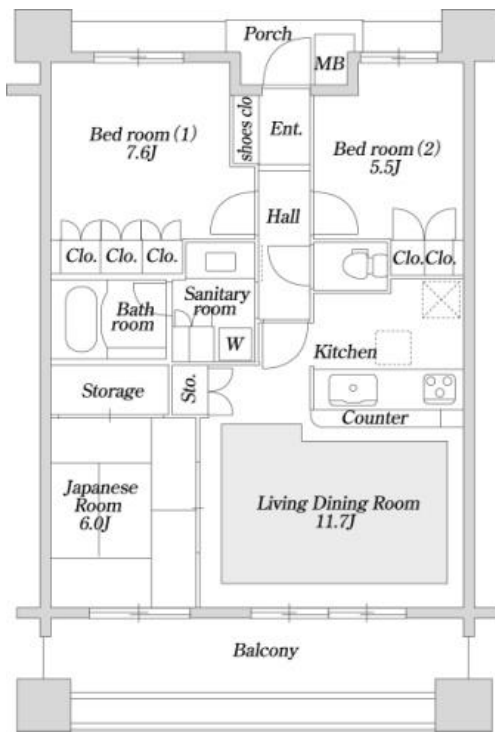 Porch
MB
shoes clo
Ent.
Bed room (1)
7.6J
Bed room (2)
5.5J
Hall
Clo.
Clo.
Clo.
Clo.
Clo.
Bath
room
Sanitary
room
W
Kitchen
Storage
Sto.
Counter
Japanese
Room
6.0J
Living Dining Room
11.7J
Balcony